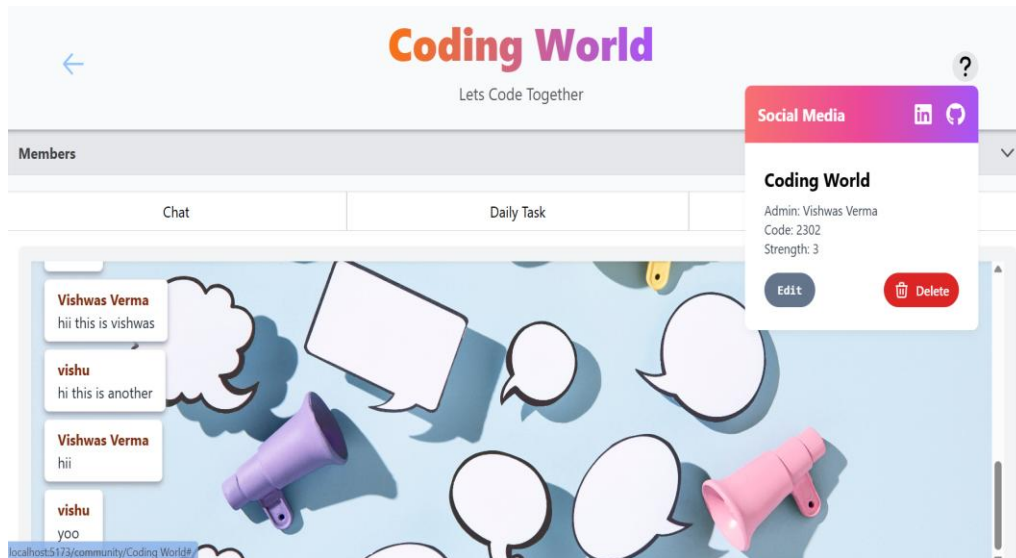 Coding World
Lets Code Together
?
Social Media
in
Members
Coding World
Admin: Vishwas Verma
Code: 2302
Strength: 3
Edit
Delete
Chat
Daily Task
Vishwas Verma
hii this is vishwas
vishu
hi this is another
Vishwas Verma
hii
vishu
yoo
localhost:5173/community/Coding World#/